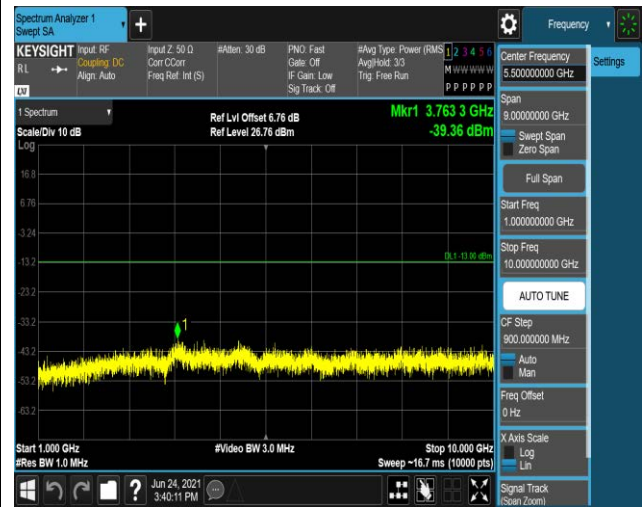 Spectrum Analyzer 1
Swept SA
Frequency
KEYSIGHT
RL
Input: RF
Coupling: DC
Align: Auto
Input Z: 50 Ω
Corr CCorr
Freq Ref: Int (S)
#Atten: 30 dB
PNO: Fast
Gate: Off
IF Gain: Low
Sig Track: Off
#Avg Type: Power (RMS
Avg|Hold: 3/3
Trig: Free Run
1 2 3 4 5 6
M W W W W W
P P P P P P
1 Spectrum
Scale/Div 10 dB
Log
Ref Lvl Offset 6.76 dB
Ref Level 26.76 dBm
Mkr1 3.763 3 GHz
-39.36 dBm
16.8
6.76
-3.24
-13.2
-23.2
-33.2
-43.2
-53.2
-63.2
DL1 -13.00 dBm
1
Start 1.000 GHz
#Res BW 1.0 MHz
#Video BW 3.0 MHz
Stop 10.000 GHz
Sweep ~16.7 ms (10000 pts)
Jun 24, 2021
3:40:11 PM
Center Frequency
5.500000000 GHz
Settings
Span
9.00000000 GHz
Swept Span
Zero Span
Full Span
Start Freq
1.000000000 GHz
Stop Freq
10.000000000 GHz
AUTO TUNE
CF Step
900.000000 MHz
Auto
Man
Freq Offset
0 Hz
X Axis Scale
Log
Lin
Signal Track
(Span Zoom)